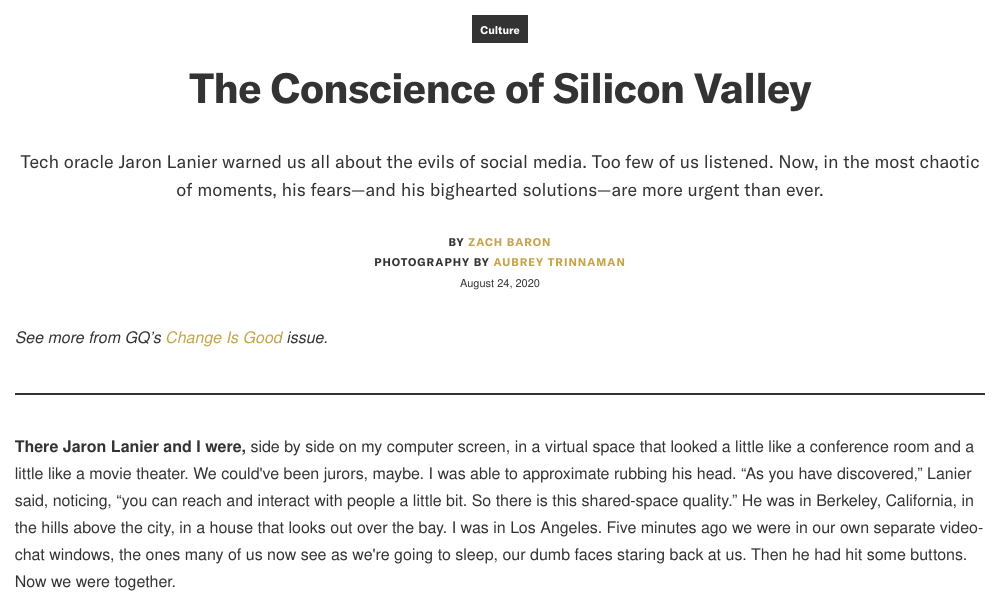 Culture
The Conscience of Silicon Valley
Tech oracle Jaron Lanier warned us all about the evils of social media. Too few of us listened. Now, in the most chaotic
of moments, his fears—and his bighearted solutions—are more urgent than ever.
BY ZACH BARON
PHOTOGRAPHY BY AUBREY TRINNAMAN
August 24, 2020
See more from GQ’s Change Is Good issue.
There Jaron Lanier and I were, side by side on my computer screen, in a virtual space that looked a little like a conference room and a
little like a movie theater. We could've been jurors, maybe. I was able to approximate rubbing his head. “As you have discovered,” Lanier
said, noticing, “you can reach and interact with people a little bit. So there is this shared-space quality.” He was in Berkeley, California, in
the hills above the city, in a house that looks out over the bay. I was in Los Angeles. Five minutes ago we were in our own separate video-
chat windows, the ones many of us now see as we're going to sleep, our dumb faces staring back at us. Then he had hit some buttons.
Now we were together.